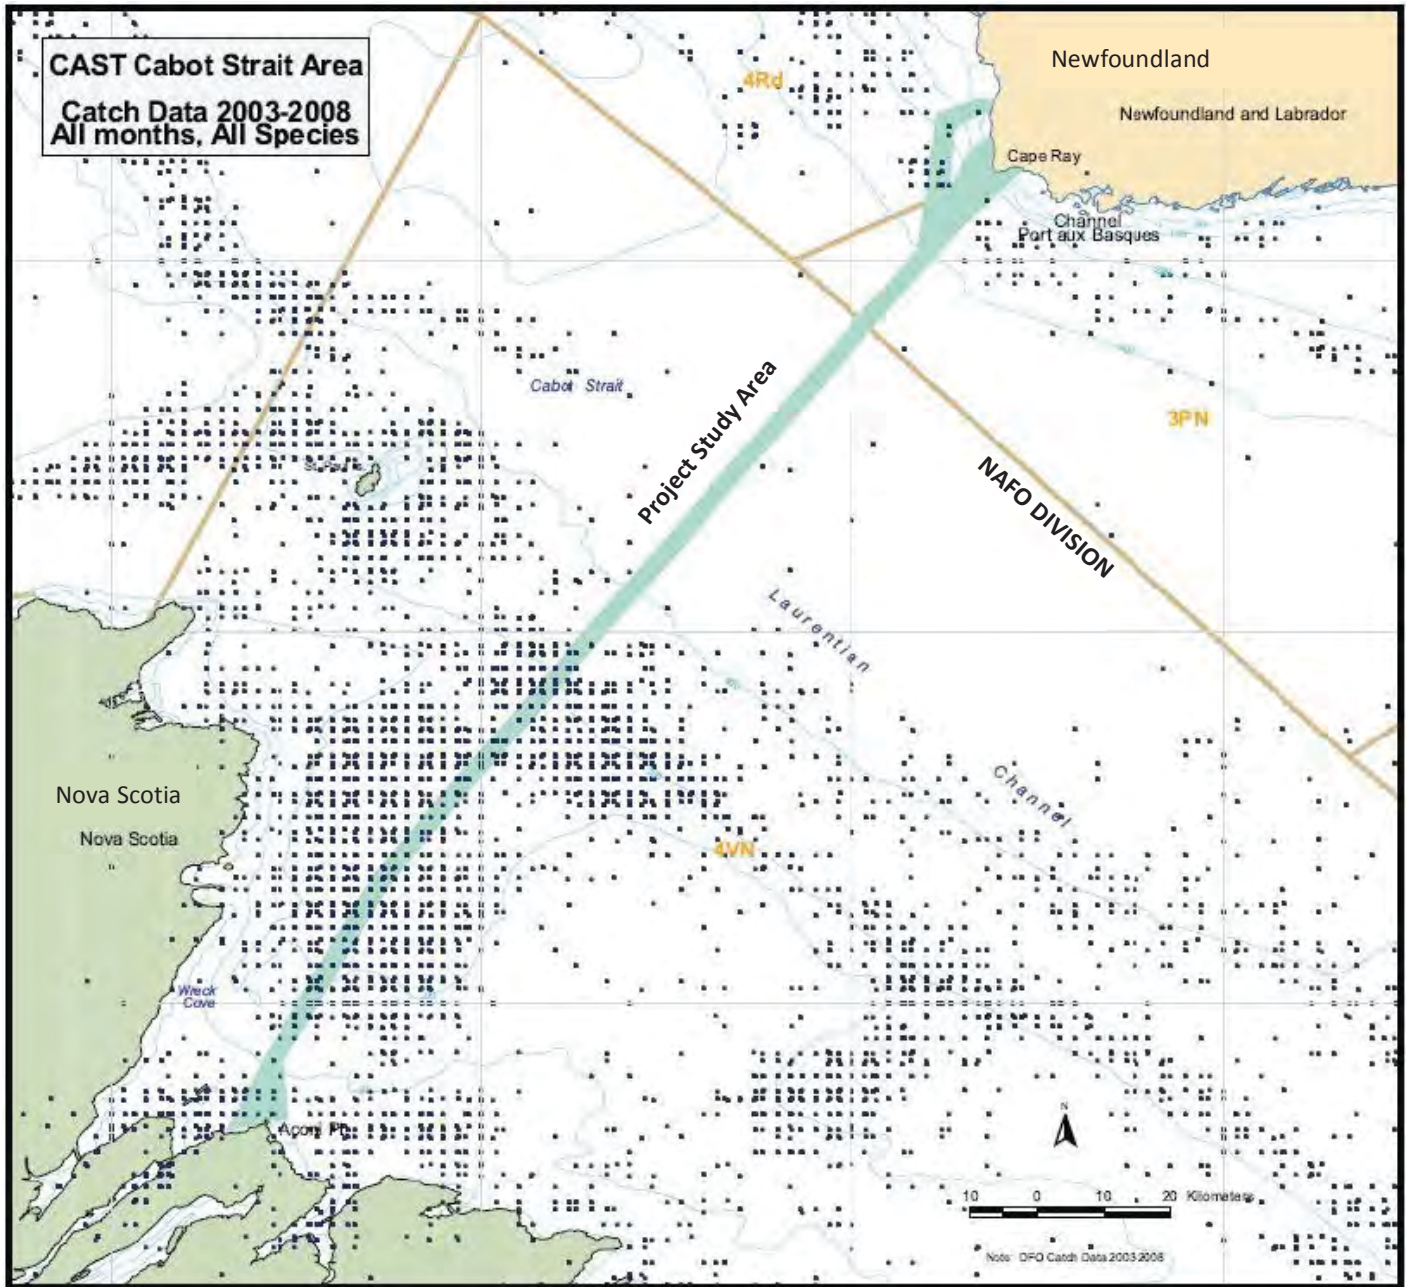 CAST Cabot Strait Area
Catch Data 2003-2008
All months, All Species
4Rd
Newfoundland
Newfoundland and Labrador
Cape Ray
Channel
Port aux Basques
Cabot Strait
Project Study Area
3PN
NAFO DIVISION
St. Paul
Laurentian
Channel
Nova Scotia
Nova Scotia
4VN
Wreck
Cove
Aconi Pt
N
10 0 10 20 Kilometers
Note: DFO Catch Data 2003-2008